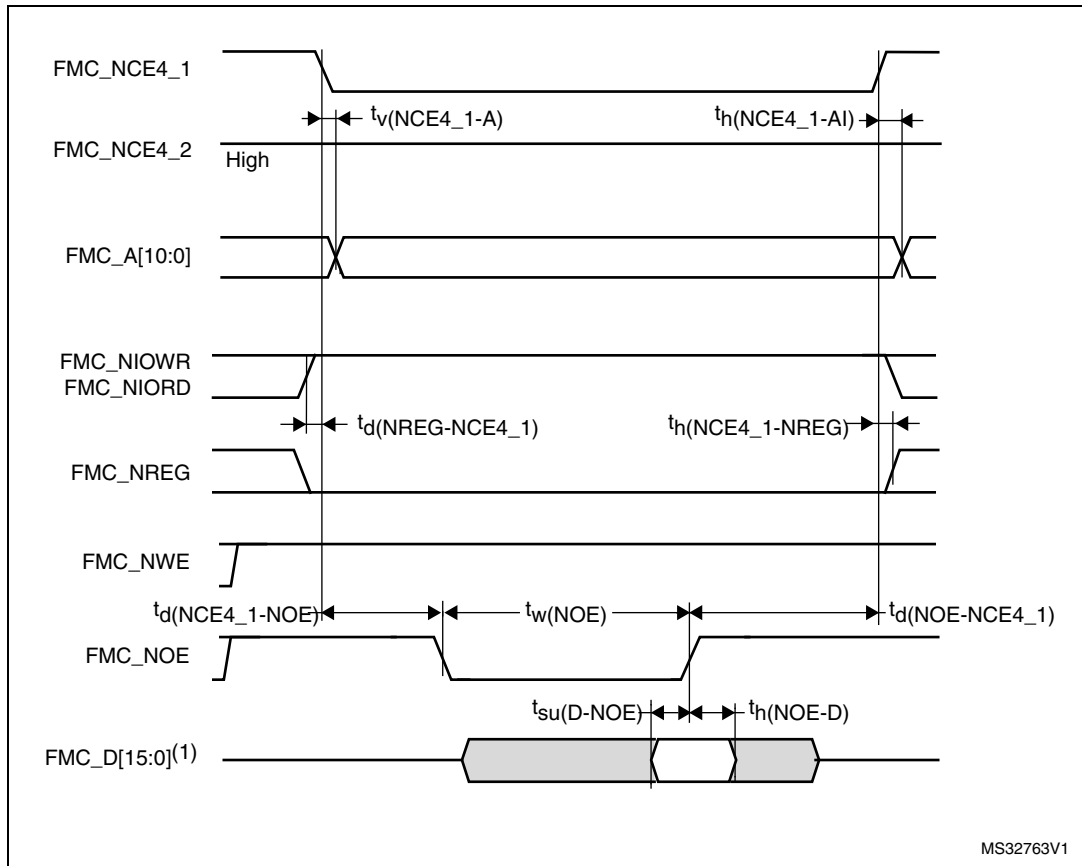 FMC_NCE4_1
tv(NCE4_1-A)
th(NCE4_1-AI)
FMC_NCE4_2
High
FMC_A[10:0]
FMC_NIOWR
FMC_NIORD
td(NREG-NCE4_1)
th(NCE4_1-NREG)
FMC_NREG
FMC_NWE
td(NCE4_1-NOE)
tw(NOE)
td(NOE-NCE4_1)
FMC_NOE
tsu(D-NOE)
th(NOE-D)
FMC_D[15:0](1)
MS32763V1